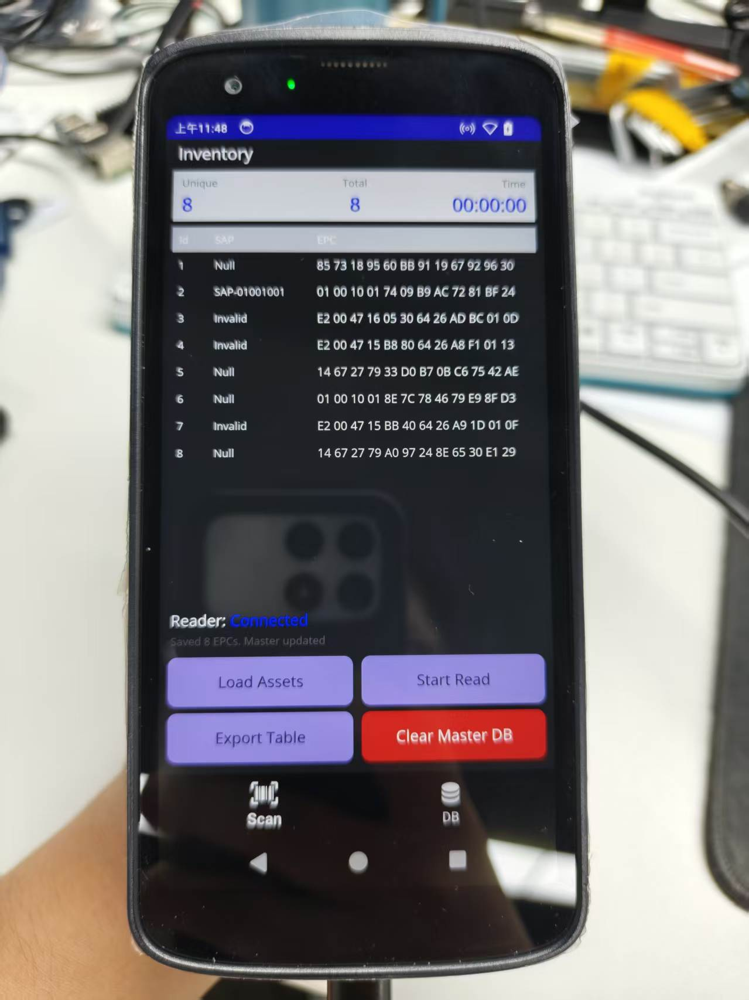 上午11:48
Inventory
Unique Total Time
8 8 00:00:00
Id SAP EPC
1 Null 85 73 18 95 60 BB 91 19 67 92 96 30
2 SAP-01001001 01 00 10 01 74 09 B9 AC 72 81 BF 24
3 Invalid E2 00 47 16 05 30 64 26 AD BC 01 0D
4 Invalid E2 00 47 15 B8 80 64 26 A8 F1 01 13
5 Null 14 67 27 79 33 D0 B7 0B C6 75 42 AE
6 Null 01 00 10 01 8E 7C 78 46 79 E9 8F D3
7 Invalid E2 00 47 15 BB 40 64 26 A9 1D 01 0F
8 Null 14 67 27 79 A0 97 24 8E 65 30 E1 29
Reader: Connected
Saved 8 EPCs. Master updated
Load Assets Start Read
Export Table Clear Master DB
Scan DB